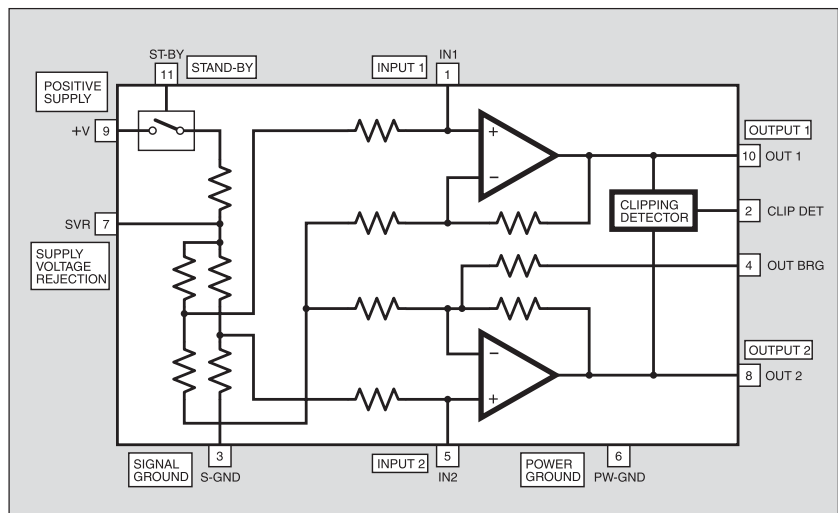 ST-BY
11
STAND-BY
INPUT 1
IN1
1
POSITIVE
SUPPLY
+V
9
OUTPUT 1
10
OUT 1
+
−
CLIPPING
DETECTOR
2
CLIP DET
SVR
7
SUPPLY
VOLTAGE
REJECTION
4
OUT BRG
OUTPUT 2
8
OUT 2
−
+
SIGNAL
GROUND
3
S-GND
INPUT 2
5
IN2
POWER
GROUND
6
PW-GND